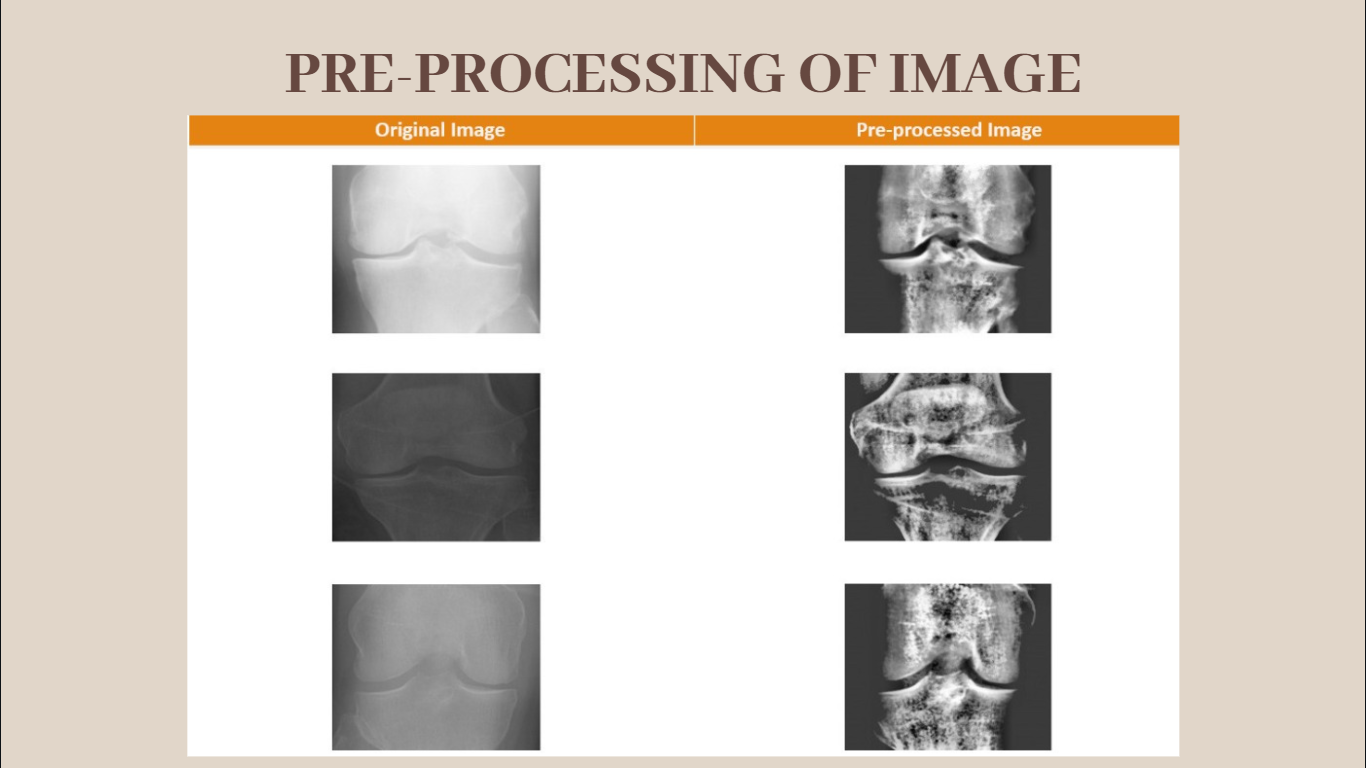 PRE-PROCESSING OF IMAGE
Original Image
Pre-processed Image